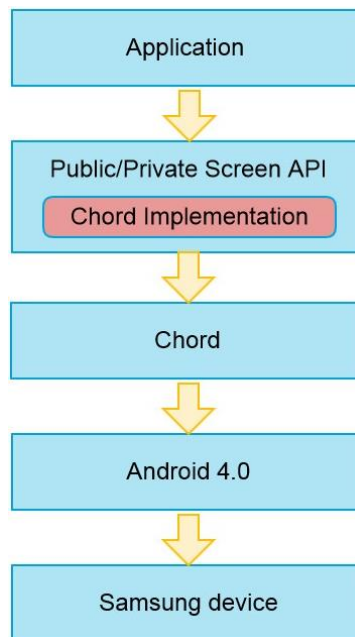 Application
Public/Private Screen API
Chord Implementation
Chord
Android 4.0
Samsung device